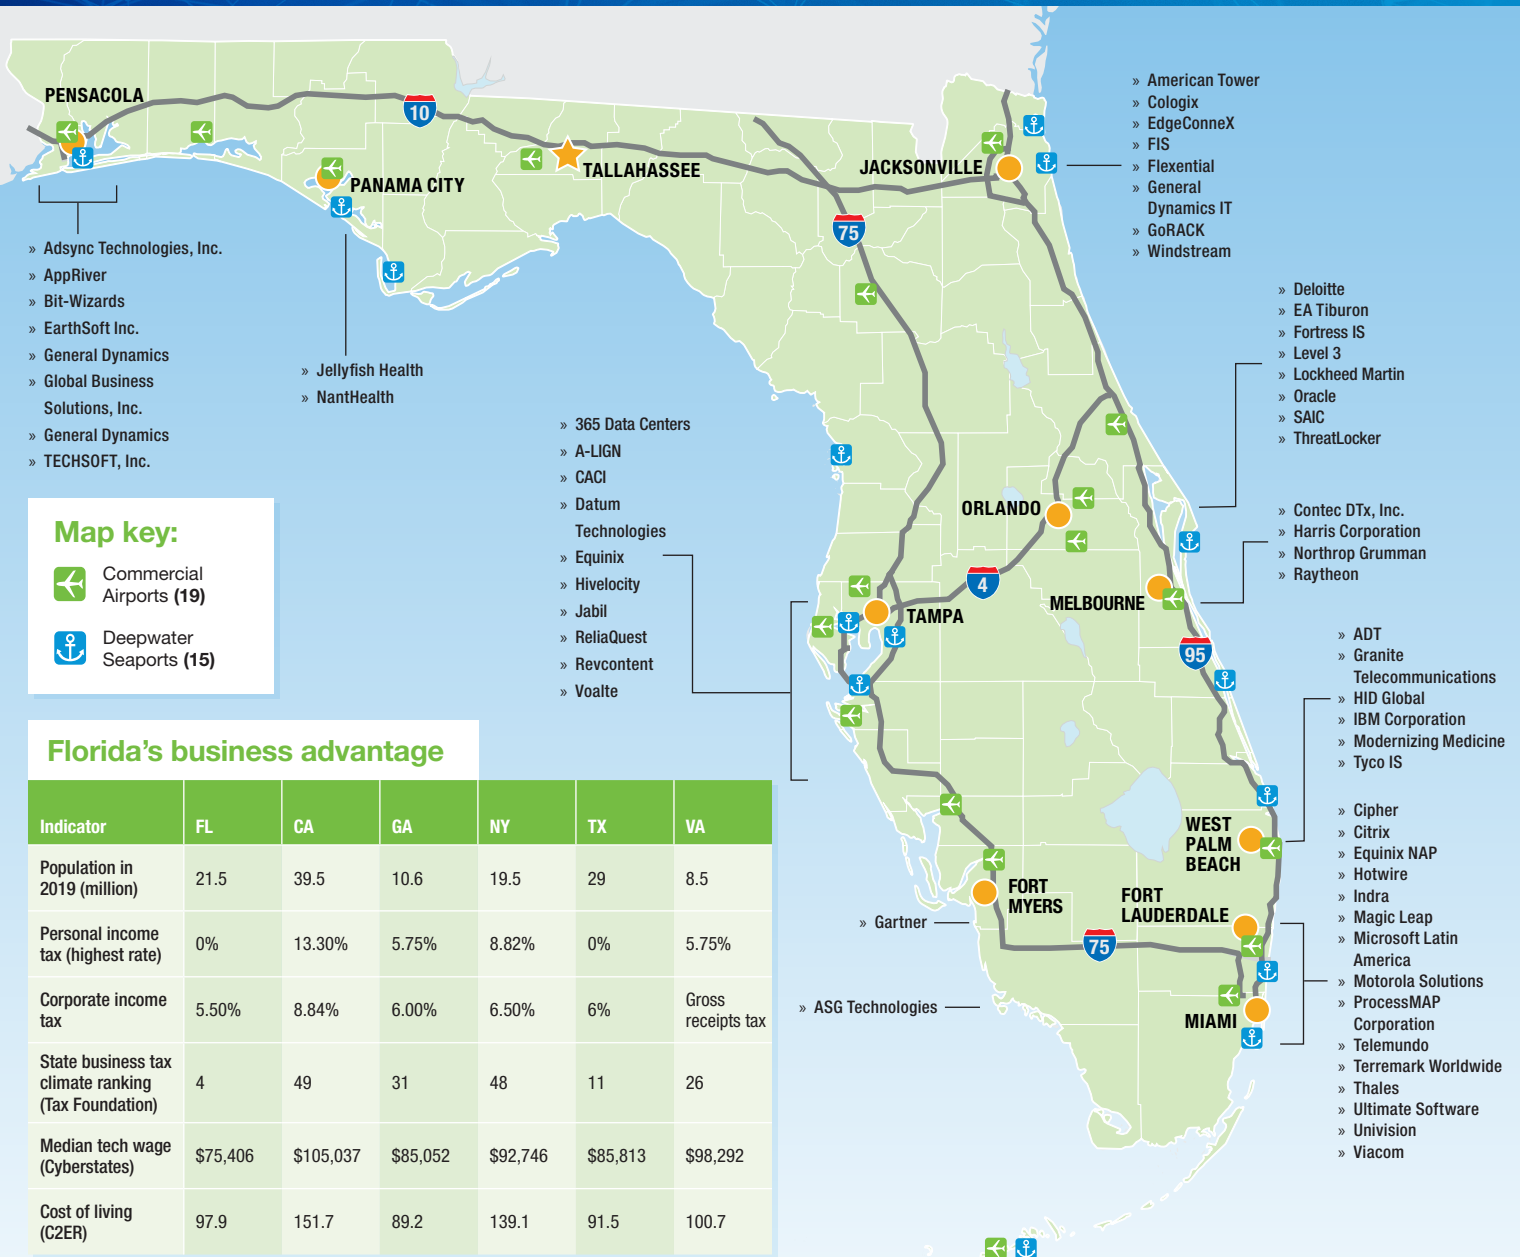 PENSACOLA
10
TALLAHASSEE
PANAMA CITY
JACKSONVILLE
75
» American Tower
» Cologix
» EdgeConneX
» FIS
» Flexential
» General
Dynamics IT
» GoRACK
» Windstream
» Adsync Technologies, Inc.
» AppRiver
» Bit-Wizards
» EarthSoft Inc.
» General Dynamics
» Global Business
Solutions, Inc.
» General Dynamics
» TECHSOFT, Inc.
» Jellyfish Health
» NantHealth
» Deloitte
» EA Tiburon
» Fortress IS
» Level 3
» Lockheed Martin
» Oracle
» SAIC
» ThreatLocker
» 365 Data Centers
» A-LIGN
» CACI
» Datum
Technologies
» Equinix
» Hivelocity
» Jabil
» ReliaQuest
» Revcontent
» Voalte
ORLANDO
4
TAMPA
MELBOURNE
95
» Contec DTx, Inc.
» Harris Corporation
» Northrop Grumman
» Raytheon
» ADT
» Granite
Telecommunications
» HID Global
» IBM Corporation
» Modernizing Medicine
» Tyco IS
Map key:
Commercial
Airports (19)
Deepwater
Seaports (15)
WEST
PALM
BEACH
FORT
MYERS
FORT
LAUDERDALE
75
MIAMI
» Gartner
» ASG Technologies
» Cipher
» Citrix
» Equinix NAP
» Hotwire
» Indra
» Magic Leap
» Microsoft Latin
America
» Motorola Solutions
» ProcessMAP
Corporation
» Telemundo
» Terremark Worldwide
» Thales
» Ultimate Software
» Univision
» Viacom
Florida's business advantage
Indicator FL CA GA NY TX VA
Population in
2019 (million) 21.5 39.5 10.6 19.5 29 8.5
Personal income
tax (highest rate) 0% 13.30% 5.75% 8.82% 0% 5.75%
Corporate income
tax 5.50% 8.84% 6.00% 6.50% 6% Gross
receipts tax
State business tax
climate ranking
(Tax Foundation) 4 49 31 48 11 26
Median tech wage
(Cyberstates) $75,406 $105,037 $85,052 $92,746 $85,813 $98,292
Cost of living
(C2ER) 97.9 151.7 89.2 139.1 91.5 100.7